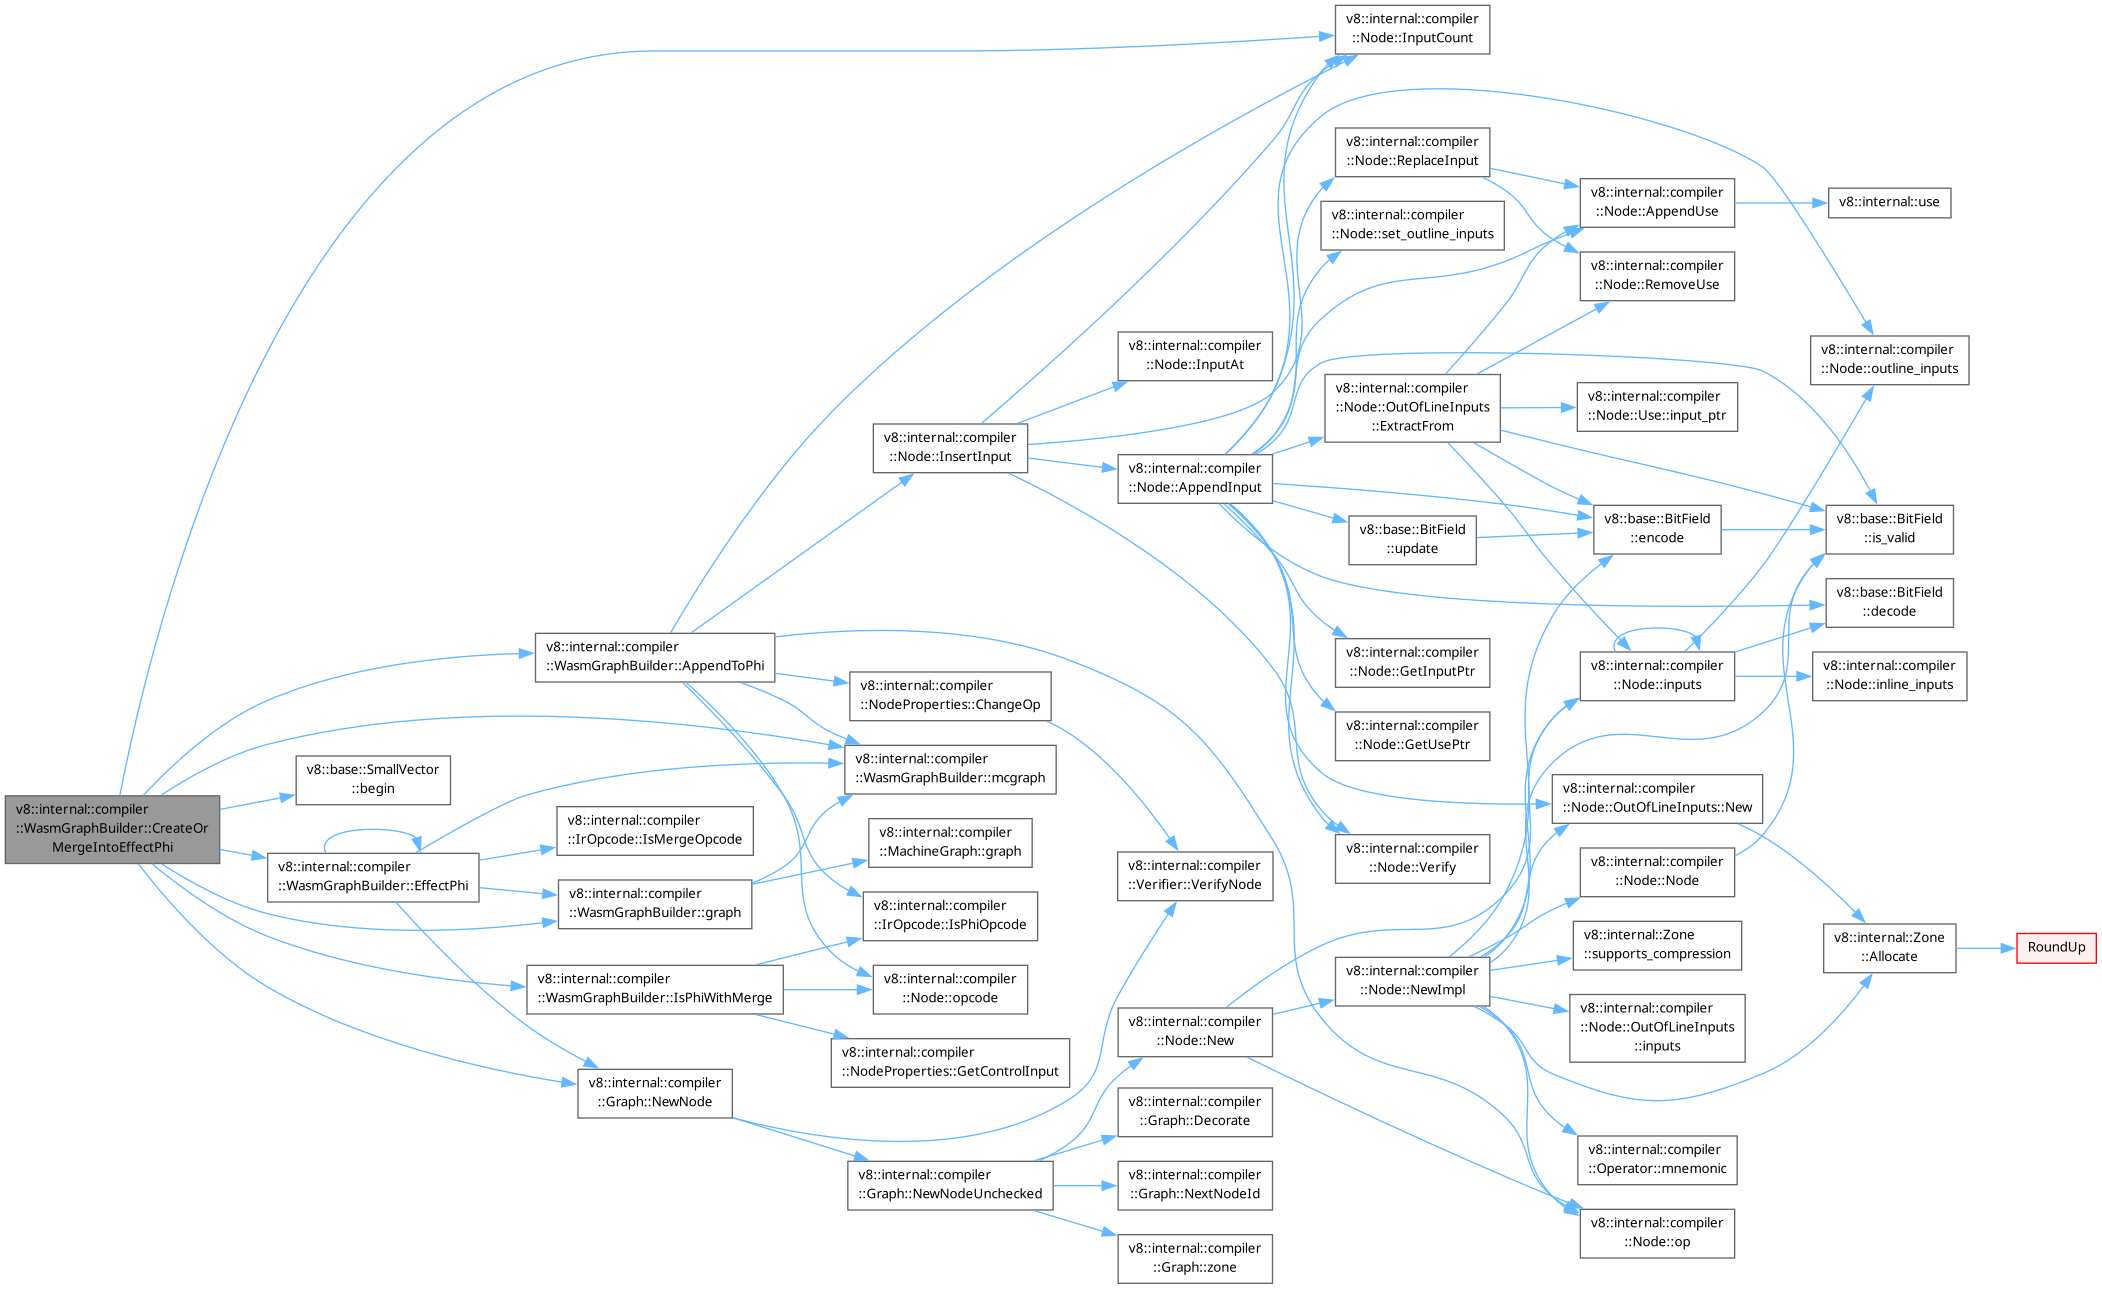 v8::internal::compiler
::WasmGraphBuilder::CreateOr
MergeIntoEffectPhi
v8::internal::compiler
::Node::InputCount
v8::internal::compiler
::WasmGraphBuilder::AppendToPhi
v8::base::SmallVector
::begin
v8::internal::compiler
::WasmGraphBuilder::EffectPhi
v8::internal::compiler
::IrOpcode::IsMergeOpcode
v8::internal::compiler
::WasmGraphBuilder::graph
v8::internal::compiler
::WasmGraphBuilder::IsPhiWithMerge
v8::internal::compiler
::Graph::NewNode
v8::internal::compiler
::Node::InsertInput
v8::internal::compiler
::NodeProperties::ChangeOp
v8::internal::compiler
::WasmGraphBuilder::mcgraph
v8::internal::compiler
::MachineGraph::graph
v8::internal::compiler
::IrOpcode::IsPhiOpcode
v8::internal::compiler
::Node::opcode
v8::internal::compiler
::NodeProperties::GetControlInput
v8::internal::compiler
::Graph::NewNodeUnchecked
v8::internal::compiler
::Node::InputAt
v8::internal::compiler
::Node::AppendInput
v8::internal::compiler
::Verifier::VerifyNode
v8::internal::compiler
::Node::New
v8::internal::compiler
::Graph::Decorate
v8::internal::compiler
::Graph::NextNodeId
v8::internal::compiler
::Graph::zone
v8::internal::compiler
::Node::ReplaceInput
v8::internal::compiler
::Node::set_outline_inputs
v8::internal::compiler
::Node::OutOfLineInputs
::ExtractFrom
v8::base::BitField
::update
v8::internal::compiler
::Node::GetInputPtr
v8::internal::compiler
::Node::GetUsePtr
v8::internal::compiler
::Node::Verify
v8::internal::compiler
::Node::NewImpl
v8::internal::compiler
::Node::AppendUse
v8::internal::compiler
::Node::RemoveUse
v8::internal::compiler
::Node::Use::input_ptr
v8::base::BitField
::encode
v8::internal::compiler
::Node::inputs
v8::internal::compiler
::Node::OutOfLineInputs::New
v8::internal::compiler
::Node::Node
v8::internal::Zone
::supports_compression
v8::internal::compiler
::Node::OutOfLineInputs
::inputs
v8::internal::compiler
::Operator::mnemonic
v8::internal::compiler
::Node::op
v8::internal::use
v8::internal::compiler
::Node::outline_inputs
v8::base::BitField
::is_valid
v8::base::BitField
::decode
v8::internal::compiler
::Node::inline_inputs
v8::internal::Zone
::Allocate
RoundUp